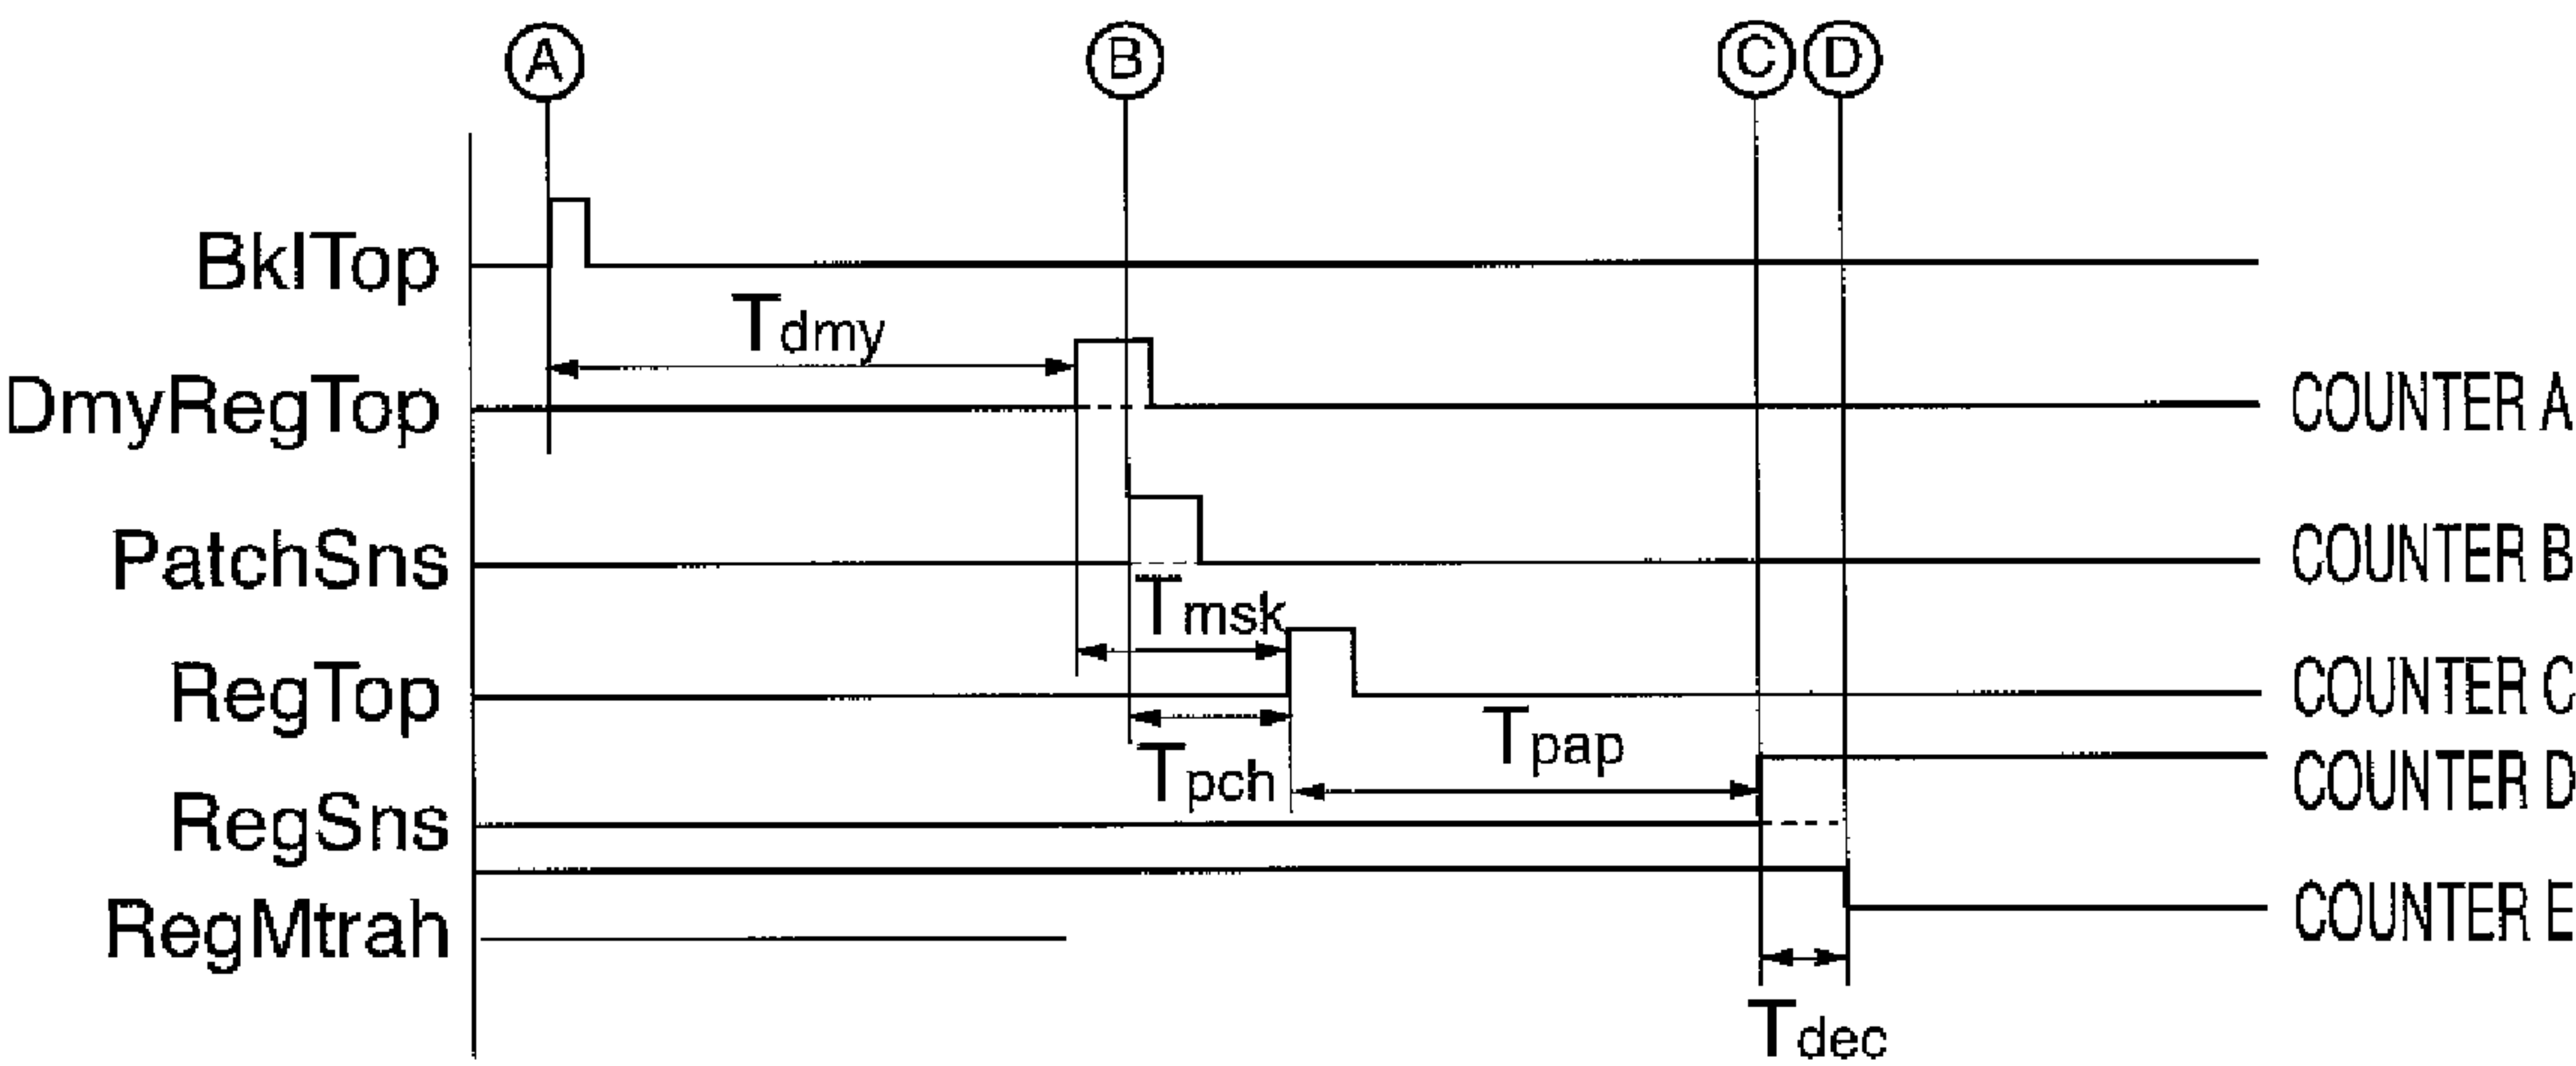 A B C D
BklTop
Tdmy
DmyRegTop COUNTER A
PatchSns COUNTER B
Tmsk
RegTop COUNTER C
Tpch Tpap COUNTER D
RegSns
RegMtrah COUNTER E
Tdec